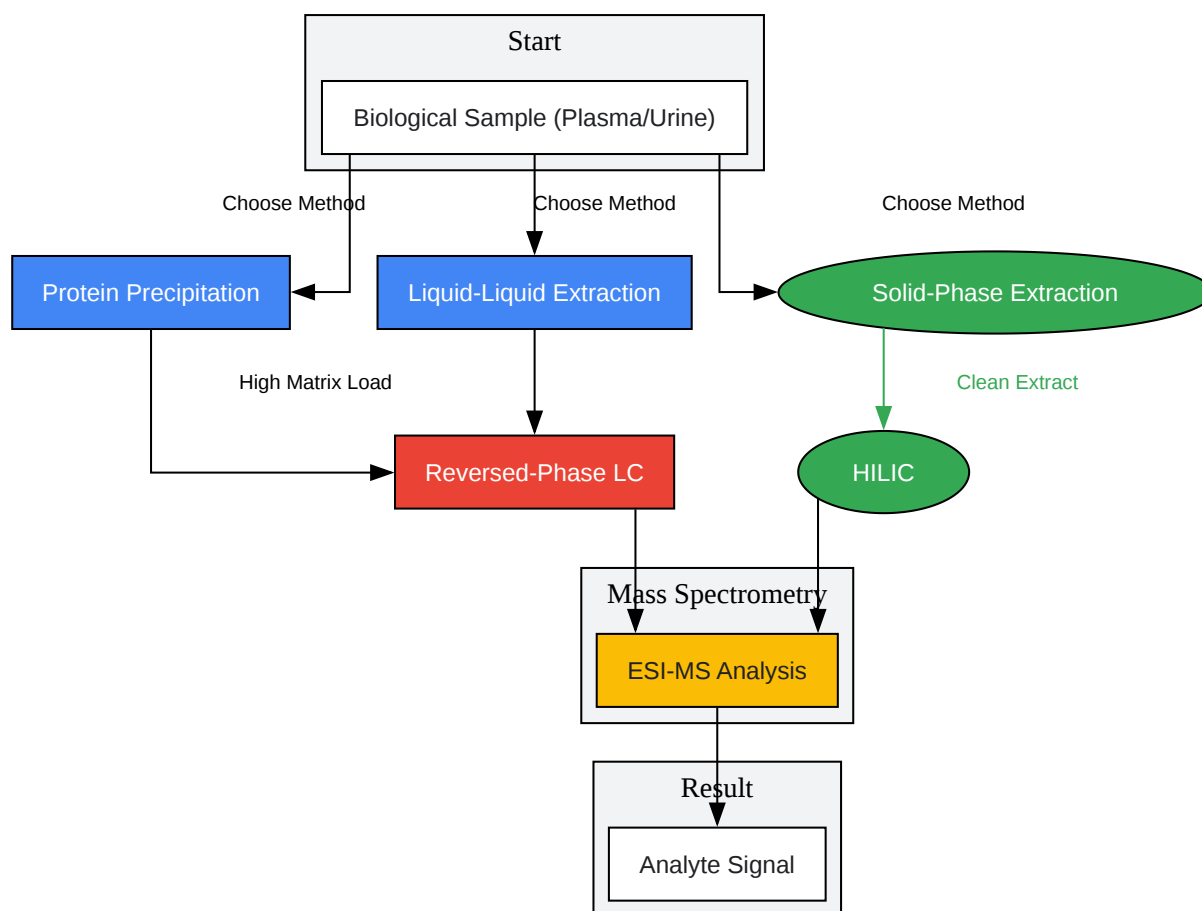 Start
Biological Sample (Plasma/Urine)
Choose Method
Choose Method
Choose Method
Protein Precipitation
Liquid-Liquid Extraction
Solid-Phase Extraction
High Matrix Load
Clean Extract
Reversed-Phase LC
HILIC
Mass Spectrometry
ESI-MS Analysis
Result
Analyte Signal